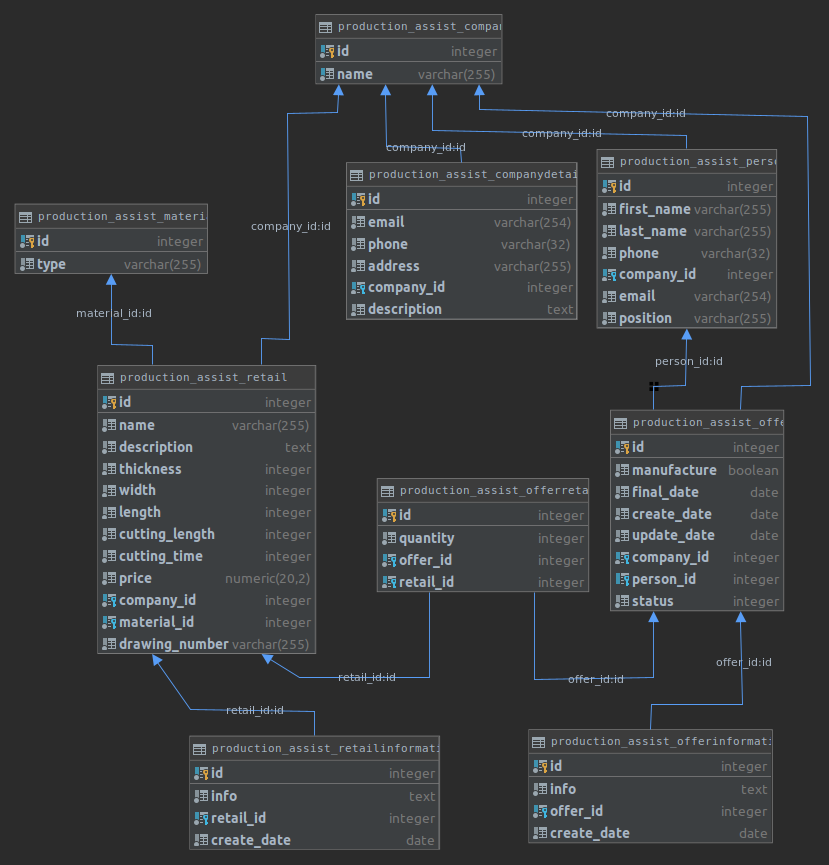 production_assist_compan
id integer
name varchar(255)
company_id:id
company_id:id
company_id:id
production_assist_companydetai
id integer
email varchar(254)
phone varchar(32)
address varchar(255)
company_id integer
description text
production_assist_perso
id integer
first_name varchar(255)
last_name varchar(255)
phone varchar(32)
company_id integer
email varchar(254)
position varchar(255)
production_assist_materi
id integer
type varchar(255)
company_id:id
material_id:id
person_id:id
production_assist_retail
id integer
name varchar(255)
description text
thickness integer
width integer
length integer
cutting_length integer
cutting_time integer
price numeric(20,2)
company_id integer
material_id integer
drawing_number varchar(255)
production_assist_offerreta
id integer
quantity integer
offer_id integer
retail_id integer
production_assist_offe
id integer
manufacture boolean
final_date date
create_date date
update_date date
company_id integer
person_id integer
status integer
retail_id:id
offer_id:id
offer_id:id
retail_id:id
production_assist_retailinformati
id integer
info text
retail_id integer
create_date date
production_assist_offerinformati
id integer
info text
offer_id integer
create_date date